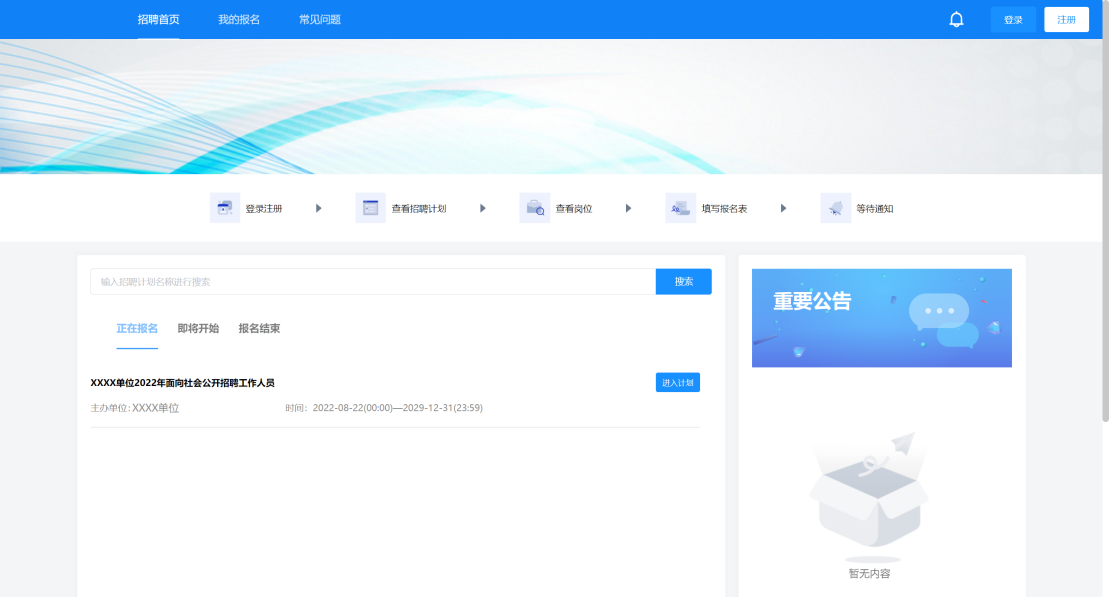 招聘首页 我的报名 常见问题 登录 注册
登录注册 查看招聘计划 查看岗位 填写报名表 等待通知
输入招聘计划名称进行搜索 搜索
正在报名 即将开始 报名结束
XXXX单位2022年面向社会公开招聘工作人员 进入计划
主办单位: XXXX单位 时间: 2022-08-22(00:00)—2029-12-31(23:59)
重要公告
暂无内容